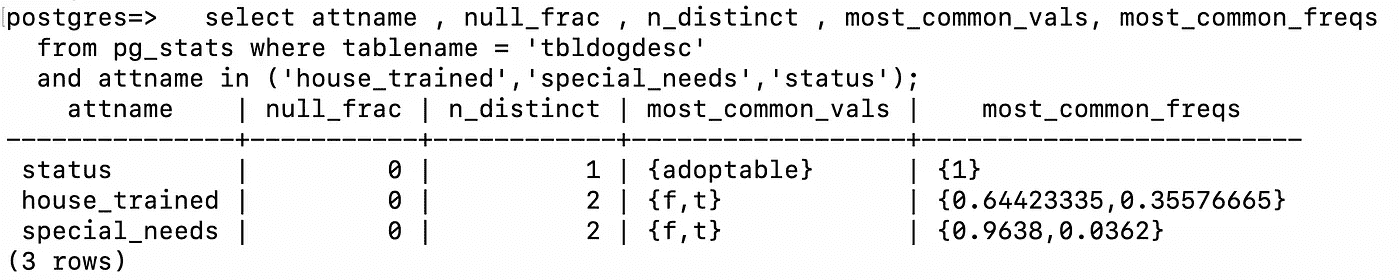 postgres=>   select attname , null_frac , n_distinct , most_common_vals, most_common_freqs
  from pg_stats where tablename = 'tbldogdesc'
  and attname in ('house_trained','special_needs','status');
    attname    | null_frac | n_distinct | most_common_vals |    most_common_freqs
---------------+-----------+------------+------------------+-------------------------
 status        |         0 |          1 | {adoptable}      | {1}
 house_trained |         0 |          2 | {f,t}            | {0.64423335,0.35576665}
 special_needs |         0 |          2 | {f,t}            | {0.9638,0.0362}
(3 rows)